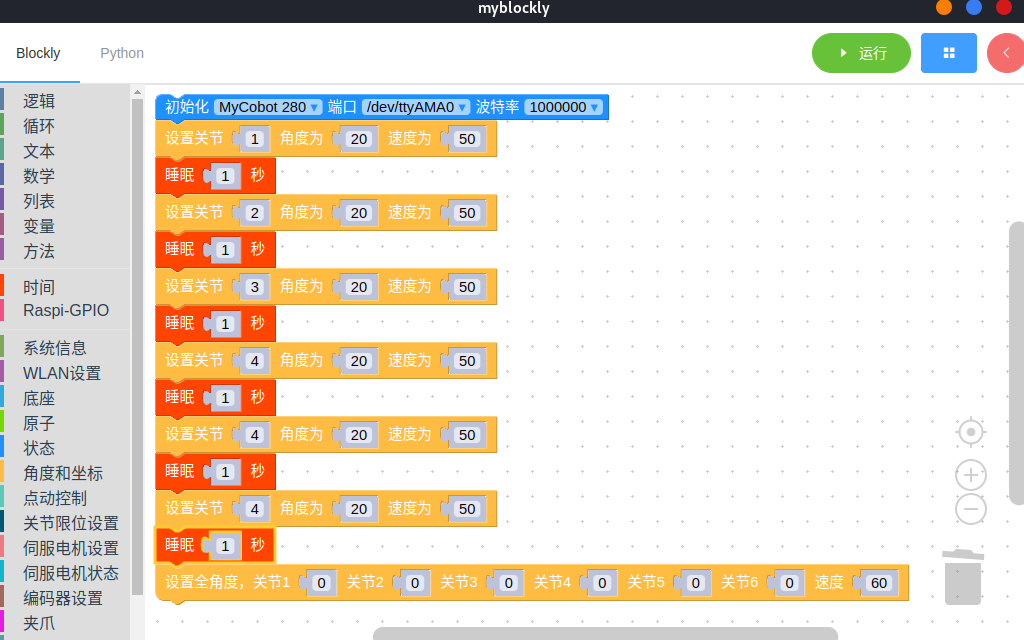 myblockly
Blockly Python 运行
逻辑
循环
文本
数学
列表
变量
方法
时间
Raspi-GPIO
系统信息
WLAN设置
底座
原子
状态
角度和坐标
点动控制
关节限位设置
伺服电机设置
伺服电机状态
编码器设置
夹爪
初始化 MyCobot 280 ▾ 端口 /dev/ttyAMA0 ▾ 波特率 1000000 ▾
设置关节 1 角度为 20 速度为 50
睡眠 1 秒
设置关节 2 角度为 20 速度为 50
睡眠 1 秒
设置关节 3 角度为 20 速度为 50
睡眠 1 秒
设置关节 4 角度为 20 速度为 50
睡眠 1 秒
设置关节 4 角度为 20 速度为 50
睡眠 1 秒
设置关节 4 角度为 20 速度为 50
睡眠 1 秒
设置全角度，关节1 0 关节2 0 关节3 0 关节4 0 关节5 0 关节6 0 速度 60